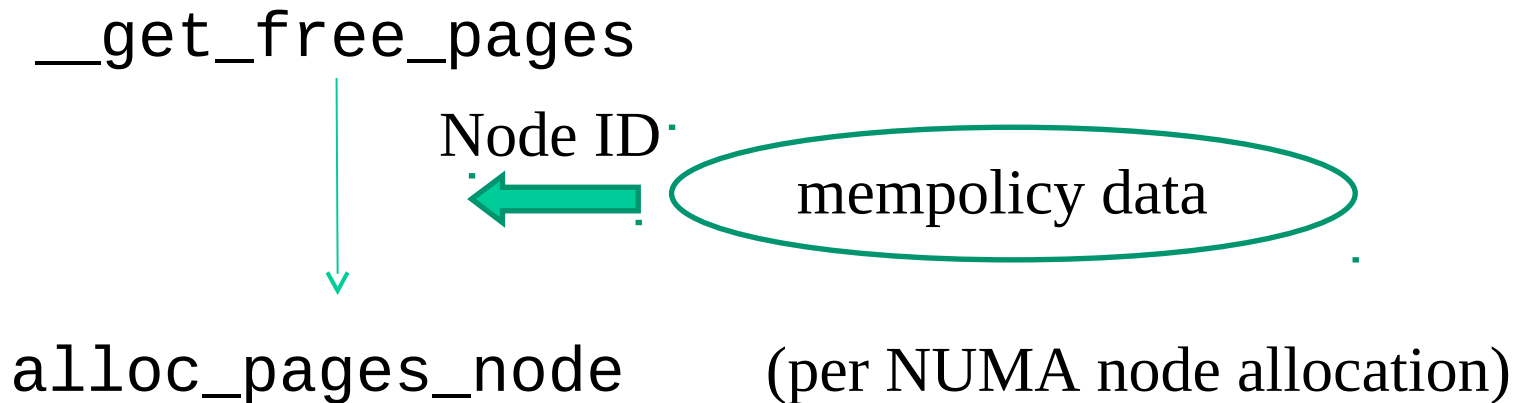 __get_free_pages
Node ID
mempolicy data
alloc_pages_node (per NUMA node allocation)